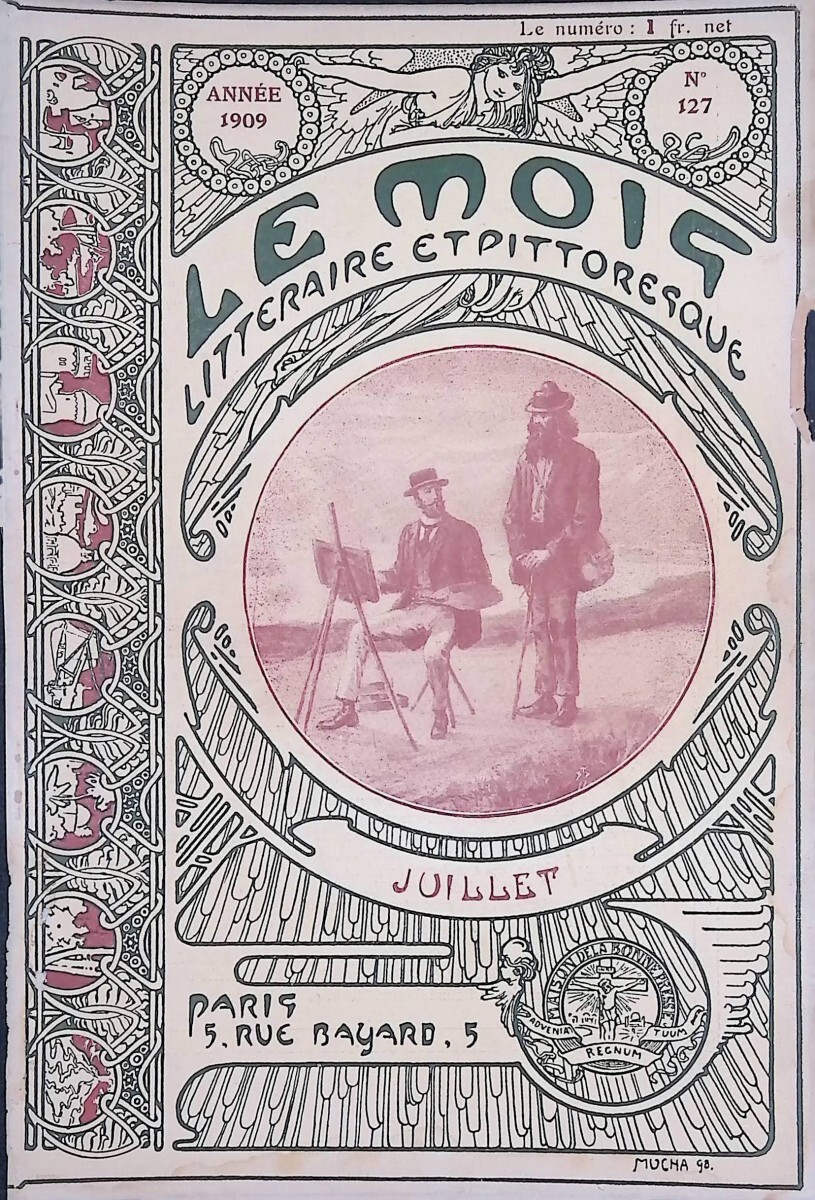 Le numéro : 1 fr. net
ANNÉE
1909
N°
127
LE MOIS
LITTERAIRE ET PITTORESQUE
JUILLET
PARIS
5. RUE BAYARD, 5
MAISON DE LA BONNE PRESSE
ADVENIAT
REGNUM
TUUM
MUCHA 98.